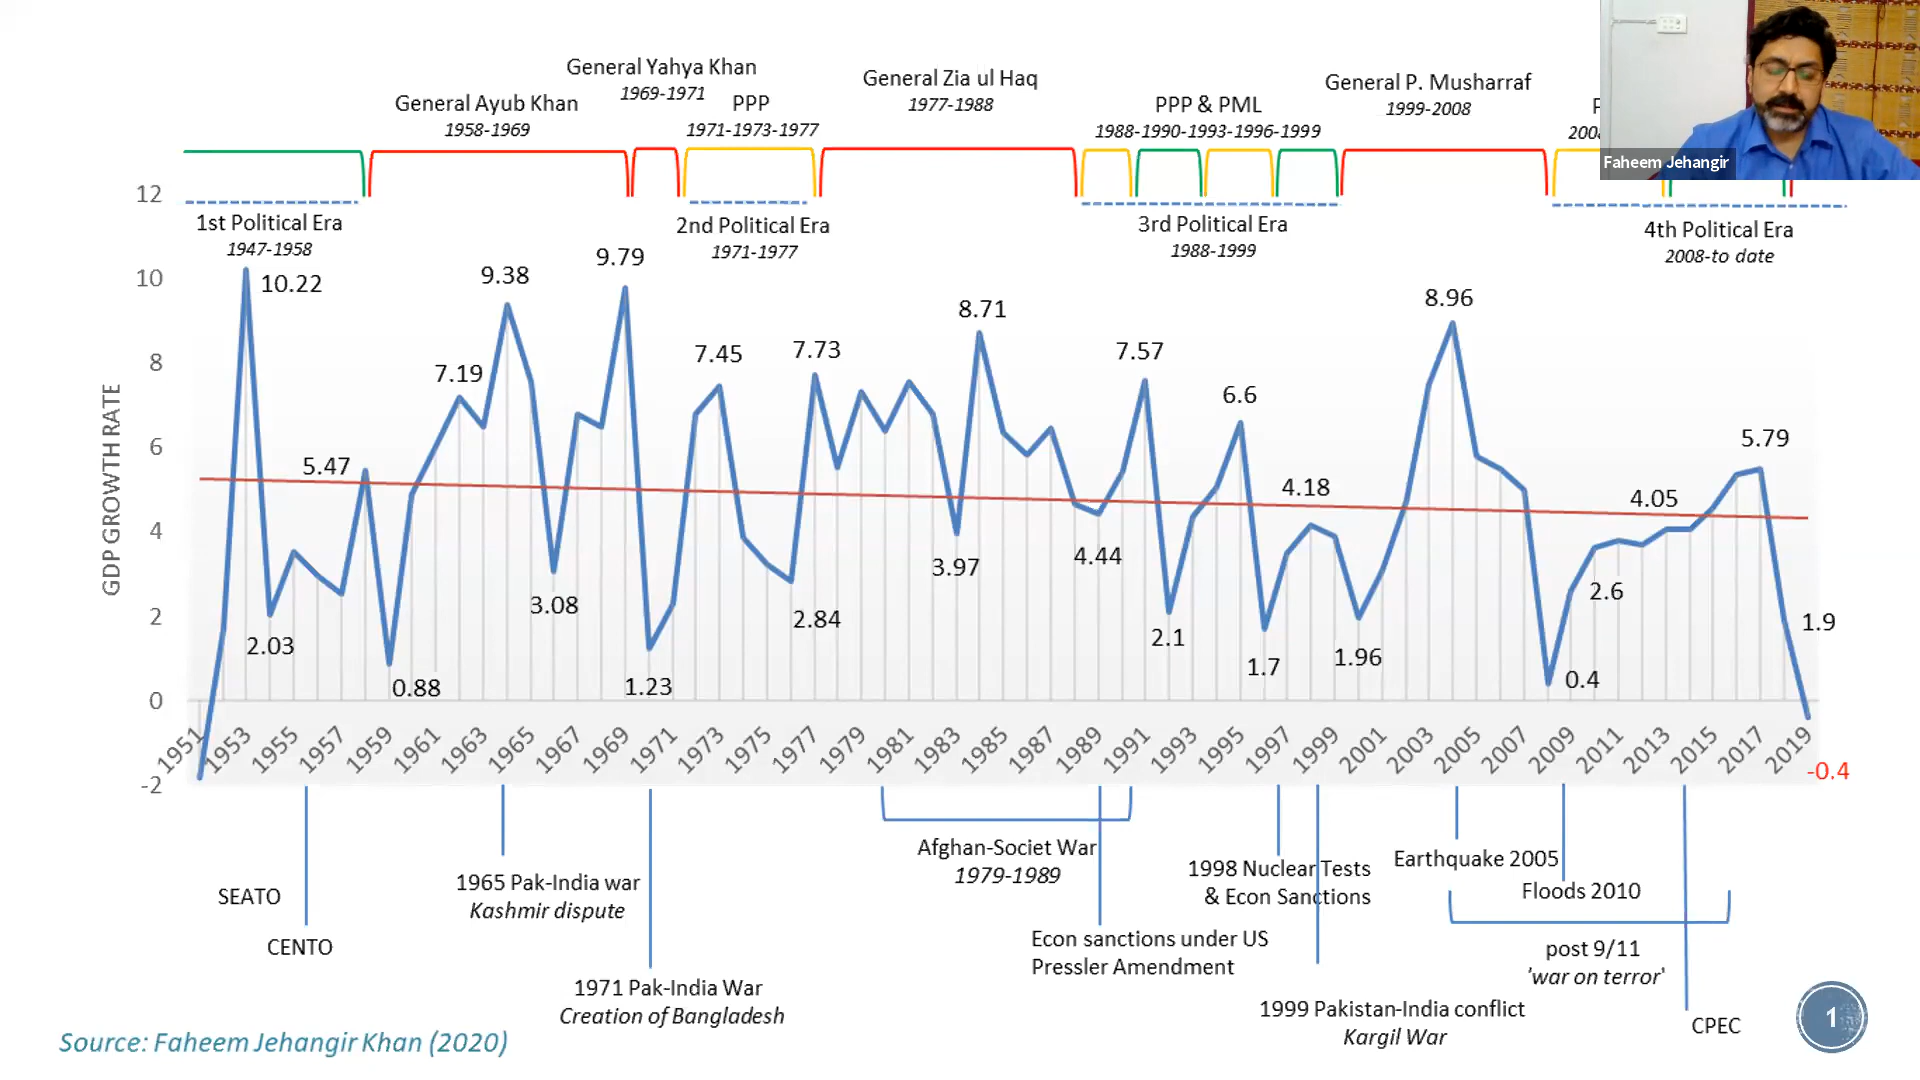 General Yahya Khan
1969-1971
General Zia ul Haq
1977-1988
General P. Musharraf
1999-2008
General Ayub Khan
1958-1969
PPP
1971-1973-1977
PPP & PML
1988-1990-1993-1996-1999
Faheem Jehangir
12
10
8
6
4
2
0
-2
GDP GROWTH RATE
1st Political Era
1947-1958
2nd Political Era
1971-1977
3rd Political Era
1988-1999
4th Political Era
2008-to date
10.22
2.03
5.47
0.88
7.19
9.38
3.08
9.79
1.23
7.45
2.84
7.73
3.97
8.71
4.44
7.57
2.1
6.6
1.7
4.18
1.96
8.96
0.4
2.6
4.05
5.79
1.9
-0.4
1951
1953
1955
1957
1959
1961
1963
1965
1967
1969
1971
1973
1975
1977
1979
1981
1983
1985
1987
1989
1991
1993
1995
1997
1999
2001
2003
2005
2007
2009
2011
2013
2015
2017
2019
SEATO
CENTO
1965 Pak-India war
Kashmir dispute
1971 Pak-India War
Creation of Bangladesh
Afghan-Societ War
1979-1989
Econ sanctions under US
Pressler Amendment
1998 Nuclear Tests
& Econ Sanctions
1999 Pakistan-India conflict
Kargil War
Earthquake 2005
Floods 2010
post 9/11
'war on terror'
CPEC
Source: Faheem Jehangir Khan (2020)
1